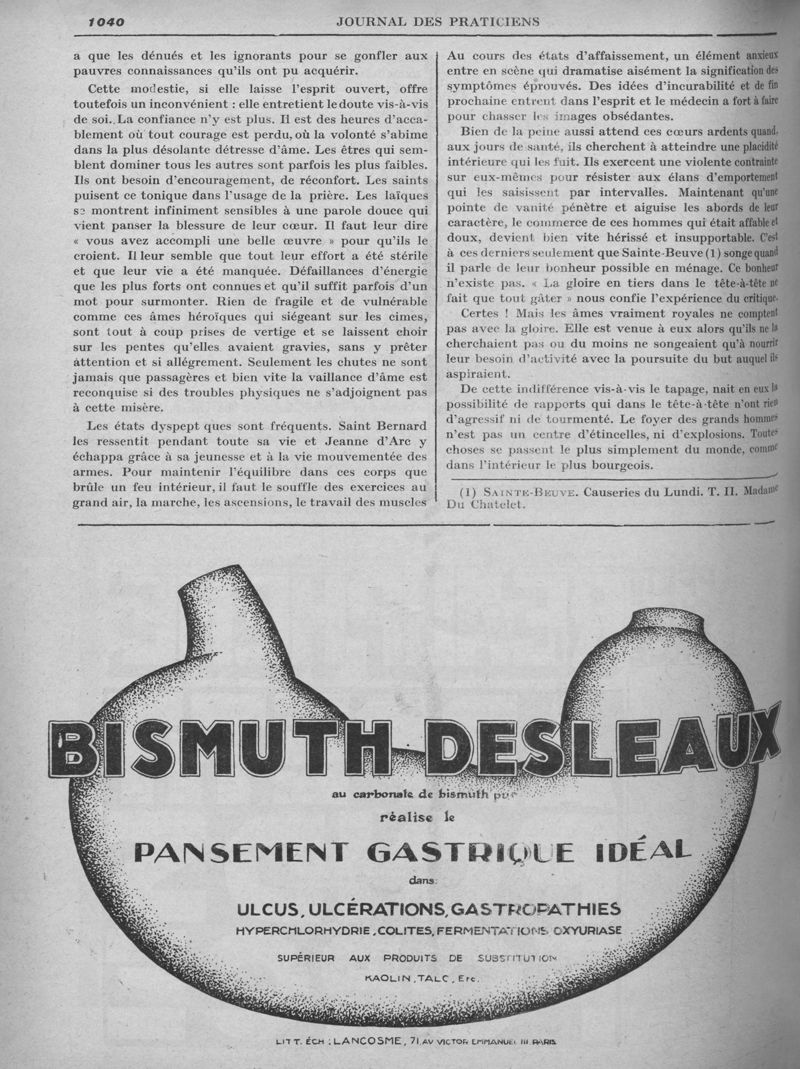 1040
JOURNAL DES PRATICIENS
a que les dénués et les ignorants pour se gonfler aux
pauvres connaissances qu'ils ont pu acquérir.
Cette modestie, si elle laisse l'esprit ouvert, offre
toutefois un inconvénient : elle entretient le doute vis-à-vis
de soi. La confiance n'y est plus. Il est des heures d'acca-
blement où tout courage est perdu, où la volonté s'abime
dans la plus désolante détresse d'âme. Les êtres qui sem-
blent dominer tous les autres sont parfois les plus faibles.
Ils ont besoin d'encouragement, de réconfort. Les saints
puisent ce tonique dans l'usage de la prière. Les laïques
se montrent infiniment sensibles à une parole douce qui
vient panser la blessure de leur cœur. Il faut leur dire
« vous avez accompli une belle œuvre » pour qu'ils le
croient. Il leur semble que tout leur effort a été stérile
et que leur vie a été manquée. Défaillances d'énergie
que les plus forts ont connues et qu'il suffit parfois d'un
mot pour surmonter. Rien de fragile et de vulnérable
comme ces âmes héroïques qui siégeant sur les cimes,
sont tout à coup prises de vertige et se laissent choir
sur les pentes qu'elles avaient gravies, sans y prêter
attention et si allégrement. Seulement les chutes ne sont
jamais que passagères et bien vite la vaillance d'âme est
reconquise si des troubles physiques ne s'adjoignent pas
à cette misère.
Les états dyspept ques sont fréquents. Saint Bernard
les ressentit pendant toute sa vie et Jeanne d'Arc y
échappa grâce à sa jeunesse et à la vie mouvementée des
armes. Pour maintenir l'équilibre dans ces corps que
brûle un feu intérieur, il faut le souffle des exercices au
grand air, la marche, les ascensions, le travail des muscles
Au cours des états d'affaissement, un élément anxieux
entre en scène qui dramatise aisément la signification des
symptômes éprouvés. Des idées d'incurabilité et de fin
prochaine entrent dans l'esprit et le médecin a fort à faire
pour chasser les images obsédantes.
Bien de la peine aussi attend ces cœurs ardents quand,
aux jours de santé, ils cherchent à atteindre une placidité
intérieure qui les fuit. Ils exercent une violente contrainte
sur eux-mêmes pour résister aux élans d'emportement
qui les saisissent par intervalles. Maintenant qu'une
pointe de vanité pénètre et aiguise les abords de leur
caractère, le commerce de ces hommes qui était affable et
doux, devient bien vite hérissé et insupportable. C'est
à ces derniers seulement que Sainte-Beuve (1) songe quand
il parle de leur bonheur possible en ménage. Ce bonheur
n'existe pas. « La gloire en tiers dans le tête-à-tête ne
fait que tout gâter » nous confie l'expérience du critique.
Certes ! Mais les âmes vraiment royales ne comptent
pas avec la gloire. Elle est venue à eux alors qu'ils ne la
cherchaient pas ou du moins ne songeaient qu'à nourrir
leur besoin d'activité avec la poursuite du but auquel ils
aspiraient.
De cette indifférence vis-à-vis le tapage, nait en eux la
possibilité de rapports qui dans le tête-à-tête n'ont rien
d'agressif ni de tourmenté. Le foyer des grands hommes
n'est pas un centre d'étincelles, ni d'explosions. Toutes
choses se passent le plus simplement du monde, comme
dans l'intérieur le plus bourgeois.
(1) SAINTE-BEUVE. Causeries du Lundi. T. II. Madame
Du Chatelet.
BISMUTH DESLEAUX
au carbonate de bismuth pur
réalise le
PANSEMENT GASTRIQUE IDÉAL
dans:
ULCUS, ULCÉRATIONS, GASTROPATHIES
HYPERCHLORHYDRIE, COLITES, FERMENTATIONS OXYURIASE
SUPÉRIEUR AUX PRODUITS DE SUBSTITUTION
KAOLIN, TALC, Etc.
LITT. ÉCH : LANCOSME, 71, AV VICTOR EMMANUEL III. PARIS